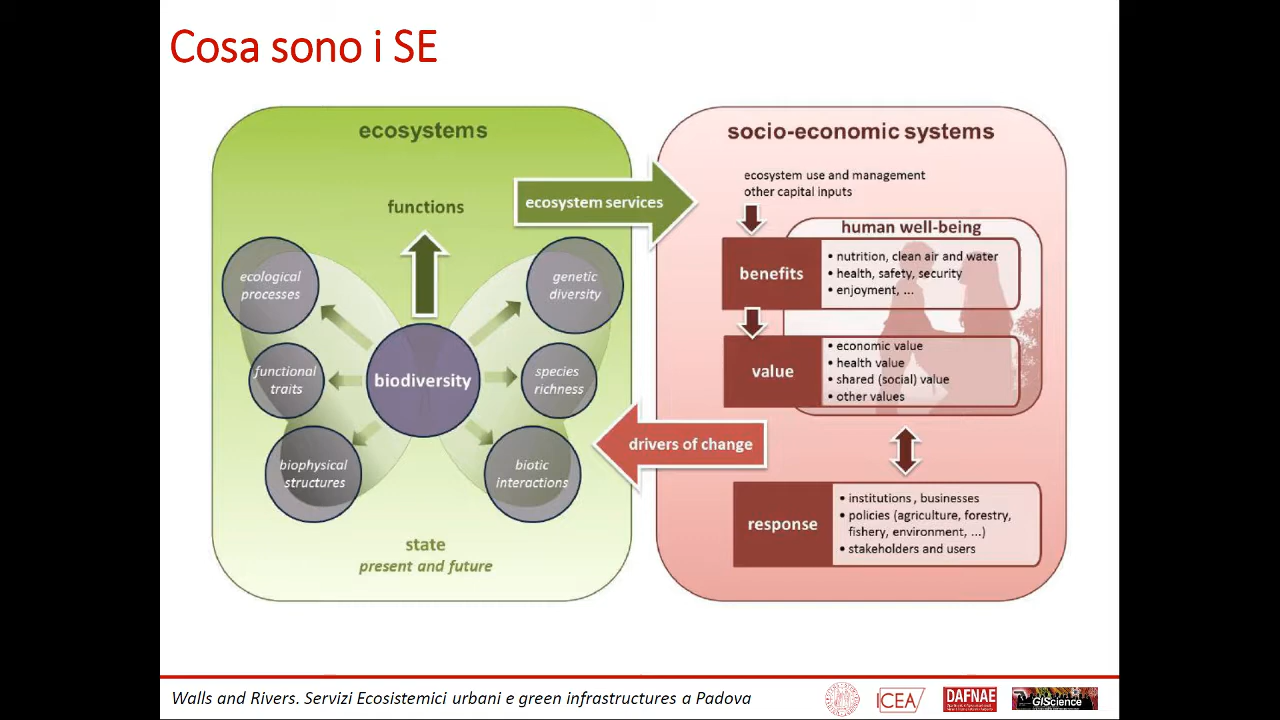 Cosa sono i SE
ecosystems
functions
ecosystem services
ecological
processes
genetic
diversity
functional
traits
biodiversity
species
richness
biophysical
structures
biotic
interactions
state
present and future
socio-economic systems
ecosystem use and management
other capital inputs
human well-being
benefits
• nutrition, clean air and water
• health, safety, security
• enjoyment, ...
value
• economic value
• health value
• shared (social) value
• other values
drivers of change
response
• institutions , businesses
• policies (agriculture, forestry,
fishery, environment, ...)
• stakeholders and users
Walls and Rivers. Servizi Ecosistemici urbani e green infrastructures a Padova
ICEA
DAFNAE
GIScience